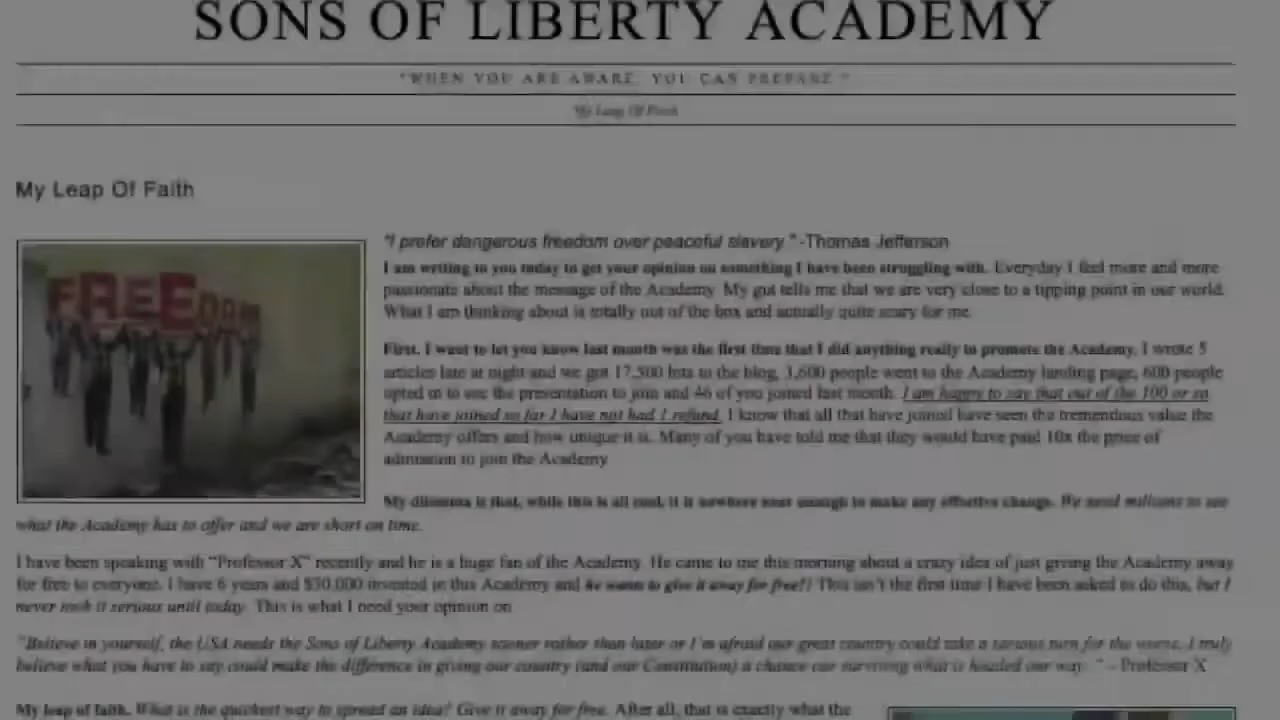 SONS OF LIBERTY ACADEMY
"WHEN YOU ARE AWARE, YOU CAN PREPARE."
My Leap Of Faith
My Leap Of Faith
FREEDOM
"I prefer dangerous freedom over peaceful slavery." -Thomas Jefferson
I am writing to you today to get your opinion on something I have been struggling with. Everyday I feel more and more
passionate about the message of the Academy. My gut tells me that we are very close to a tipping point in our world.
What I am thinking about is totally out of the box and actually quite scary for me.
First, I want to let you know last month was the first time that I did anything really to promote the Academy. I wrote 5
articles late at night and we got 17,500 hits to the blog, 3,600 people went to the Academy landing page, 600 people
opted in to see the presentation to join and 46 of you joined last month. I am happy to say that out of the 100 or so
that have joined so far I have not had 1 refund. I know that all that have joined have seen the tremendous value the
Academy offers and how unique it is. Many of you have told me that they would have paid 10x the price of
admission to join the Academy.
My dilemma is that, while this is all cool, it is nowhere near enough to make any effective change. We need millions to see
what the Academy has to offer and we are short on time.
I have been speaking with "Professor X" recently and he is a huge fan of the Academy. He came to me this morning about a crazy idea of just giving the Academy away
for free to everyone. I have 6 years and $30,000 invested in this Academy and he wants to give it away for free!! This isn't the first time I have been asked to do this, but I
never took it serious until today. This is what I need your opinion on.
"Believe in yourself, the USA needs the Sons of Liberty Academy sooner rather than later or I'm afraid our great country could take a serious turn for the worse. I truly
believe what you have to say could make the difference in giving our country (and our Constitution) a chance our surviving what is headed our way." – Professor X
My leap of faith. What is the quickest way to spread an idea? Give it away for free. After all, that is exactly what the